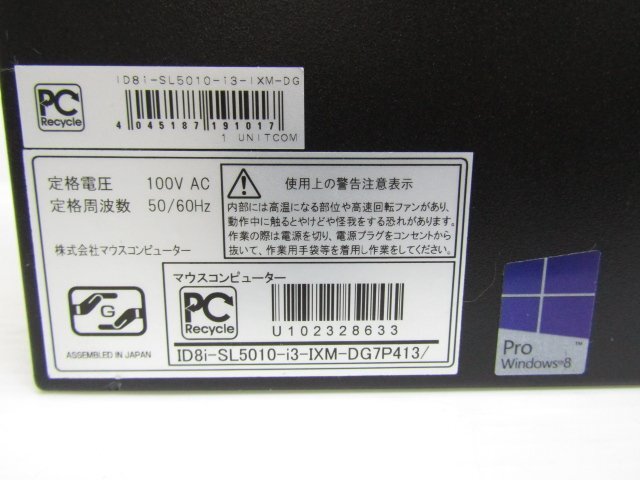 ID8i-SL5010-i3-IXM-DG
PC
Recycle
4 045187 191017
1 UNITCOM
定格電圧 100V AC
定格周波数 50/60Hz
株式会社マウスコンピューター
G
ASSEMBLED IN JAPAN
使用上の警告注意表示
内部には高温になる部位や高速回転ファンがあり、
動作中に触るとやけどや怪我をする恐れがあります。
作業の際は電源を切り、電源プラグをコンセントから
抜いて、作業用手袋等を着用し作業をしてください。
マウスコンピューター
PC
Recycle
U102328633
ID8i-SL5010-i3-IXM-DG7P413/
Pro
Windows®8